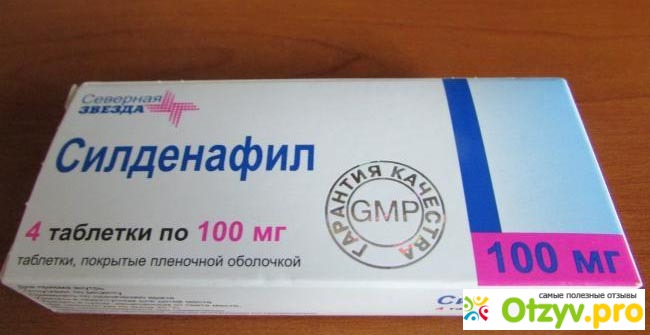 Северная
ЗВЕЗДА
Силденафил
ГАРАНТИЯ КАЧЕСТВА
GMP
4 таблетки по 100 мг
таблетки, покрытые пленочной оболочкой
100 мг
самые полезные отзывы
Otzyv.pro